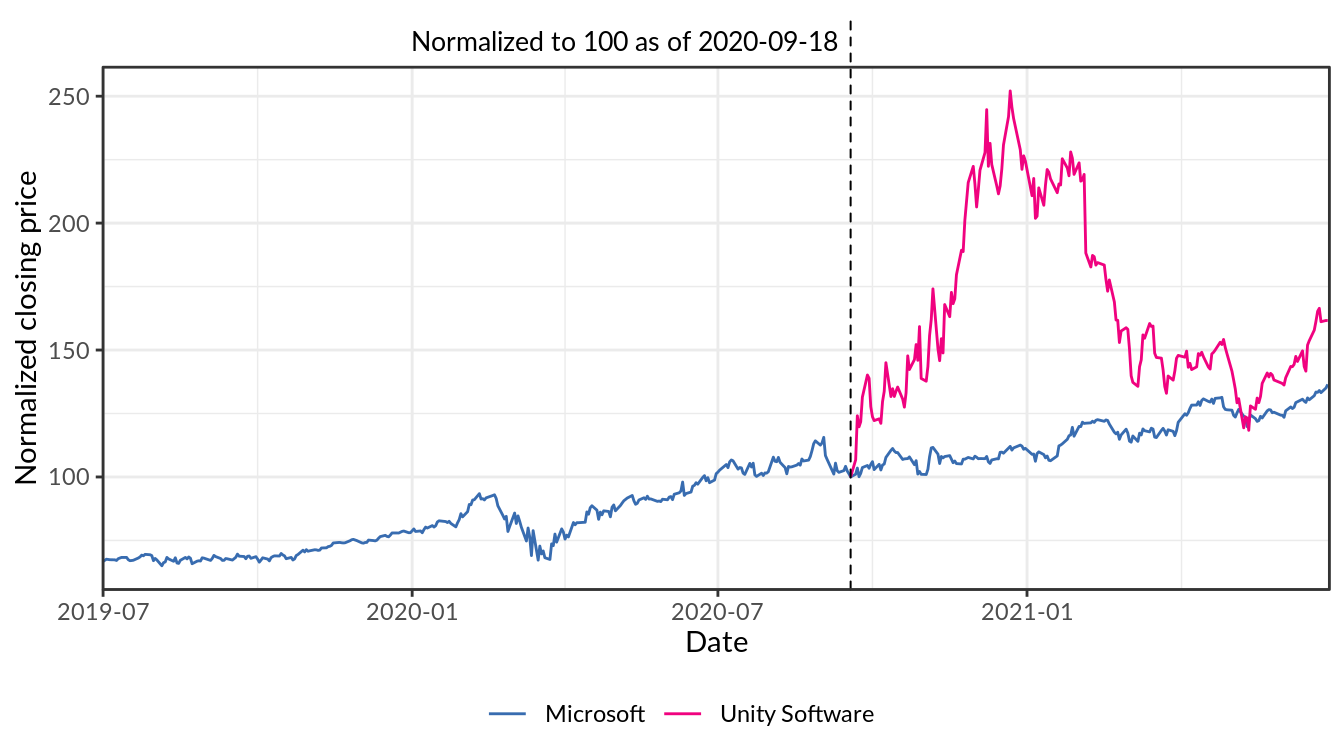 Normalized to 100 as of 2020-09-18
Normalized closing price
250
200
150
100
2019-07
2020-01
2020-07
2021-01
Date
Microsoft
Unity Software